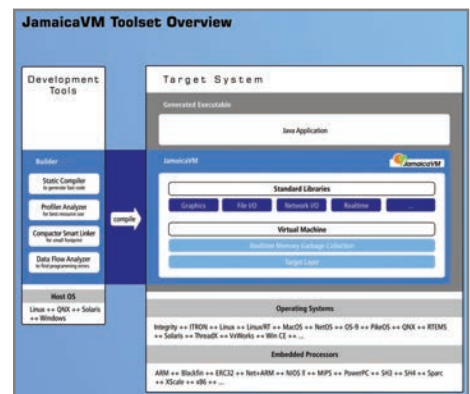 JamaicaVM Toolset Overview
Development
Tools
Builder
Static Compiler
to generate fast code
Profiler Analyzer
for best resource use
Compactor Smart Linker
for small footprint
Data Flow Analyzer
to find programming errors
Host OS
Linux ++ QNX ++ Solaris
++ Windows
compile
Target System
Generated Executable
Java Application
JamaicaVM
JamaicaVM
Standard Libraries
Graphics
File I/O
Network I/O
Realtime
...
Virtual Machine
Realtime Memory Garbage Collection
Target Layer
Operating Systems
Integrity ++ ITRON ++ Linux ++ Linux/RT ++ MacOS ++ NetOS ++ OS-9 ++ PikeOS ++ QNX ++ RTEMS
++ Solaris ++ ThreadX ++ VxWorks ++ Win CE ++ ...
Embedded Processors
ARM ++ Blackfin ++ ERC32 ++ Net+ARM ++ NIOS II ++ MIPS ++ PowerPC ++ SH3 ++ SH4 ++ Sparc
++ XScale ++ x86 ++ ...